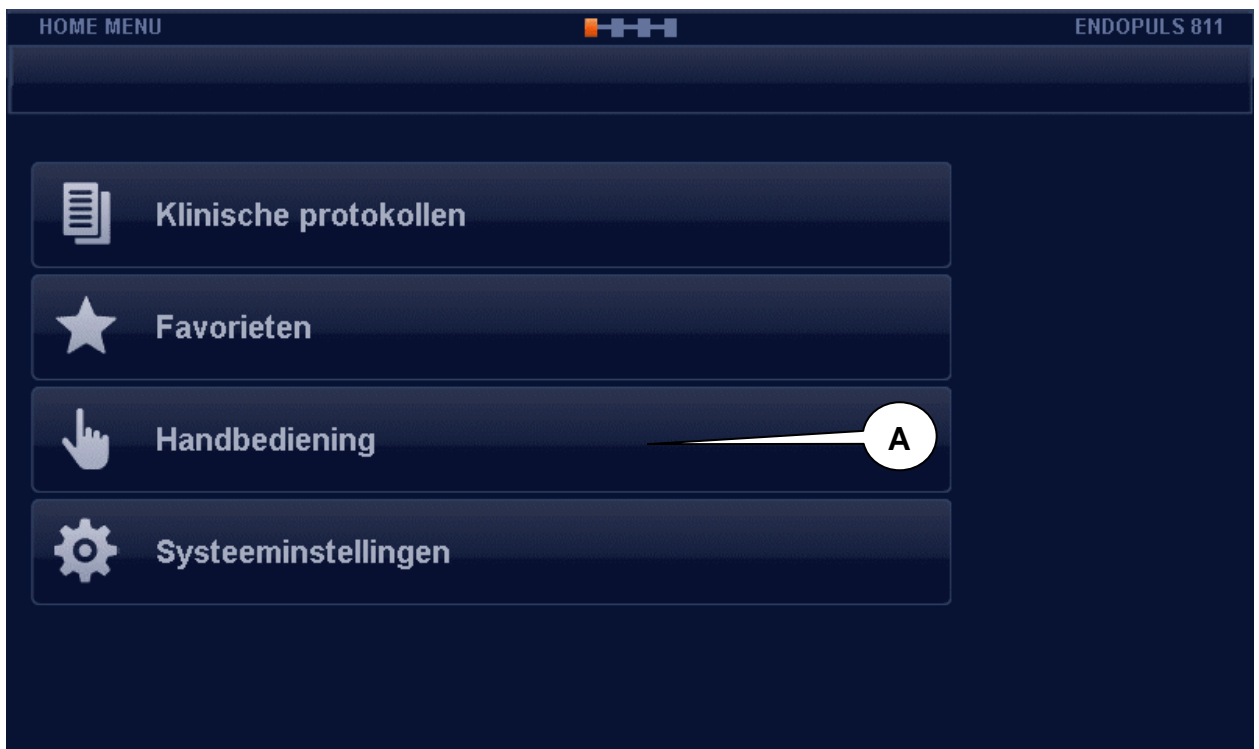 HOME MENU ENDOPULS 811
Klinische protokollen
Favorieten
Handbediening A
Systeeminstellingen